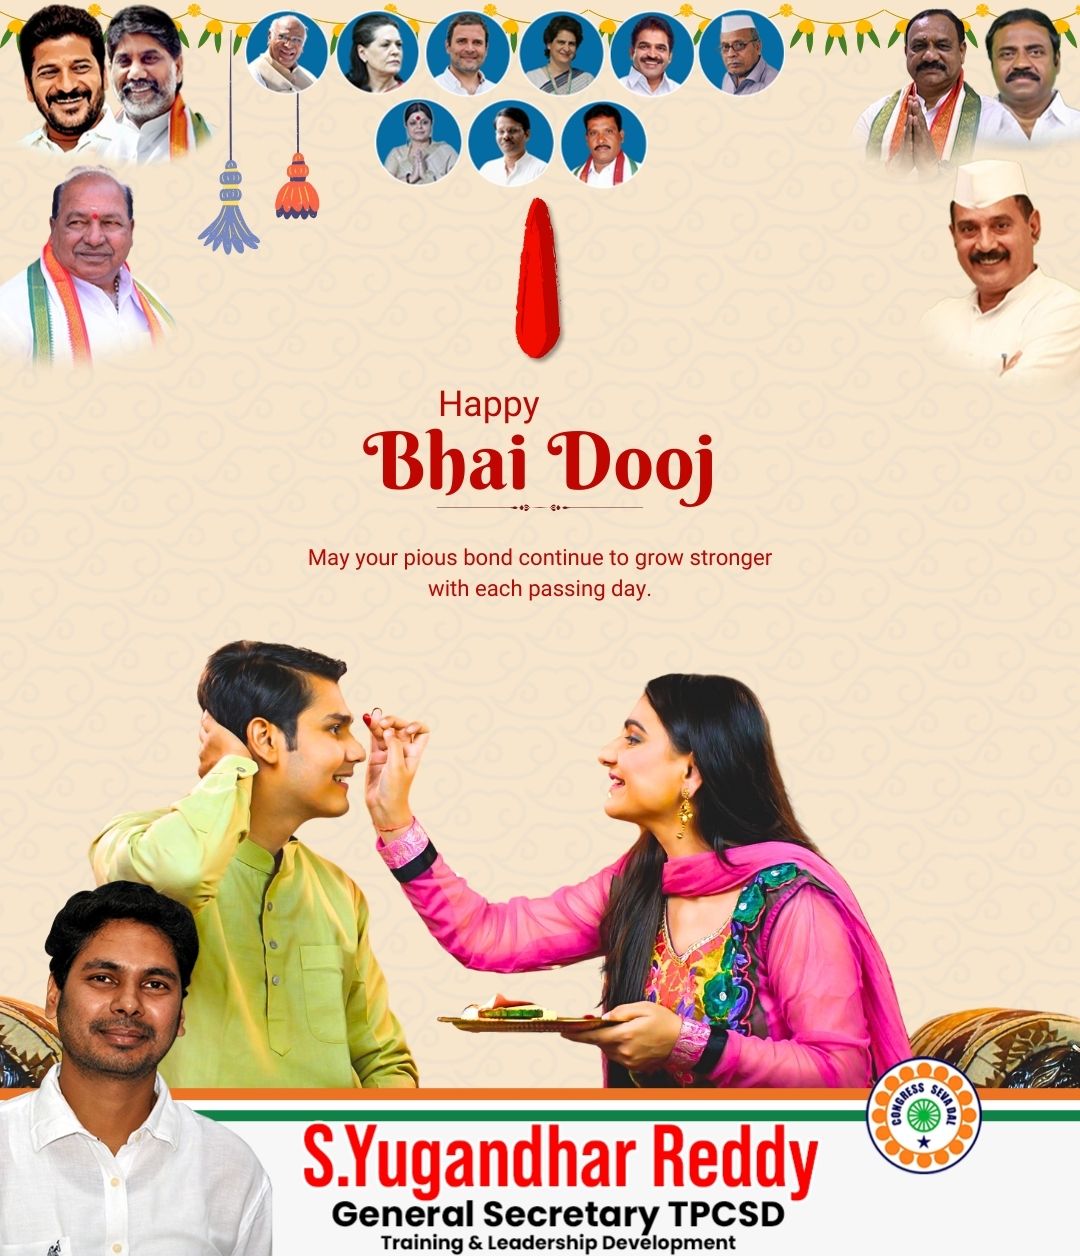 Happy
Bhai Dooj
May your pious bond continue to grow stronger
with each passing day.
CONGRESS SEVA DAL
S.Yugandhar Reddy
General Secretary TPCSD
Training & Leadership Development